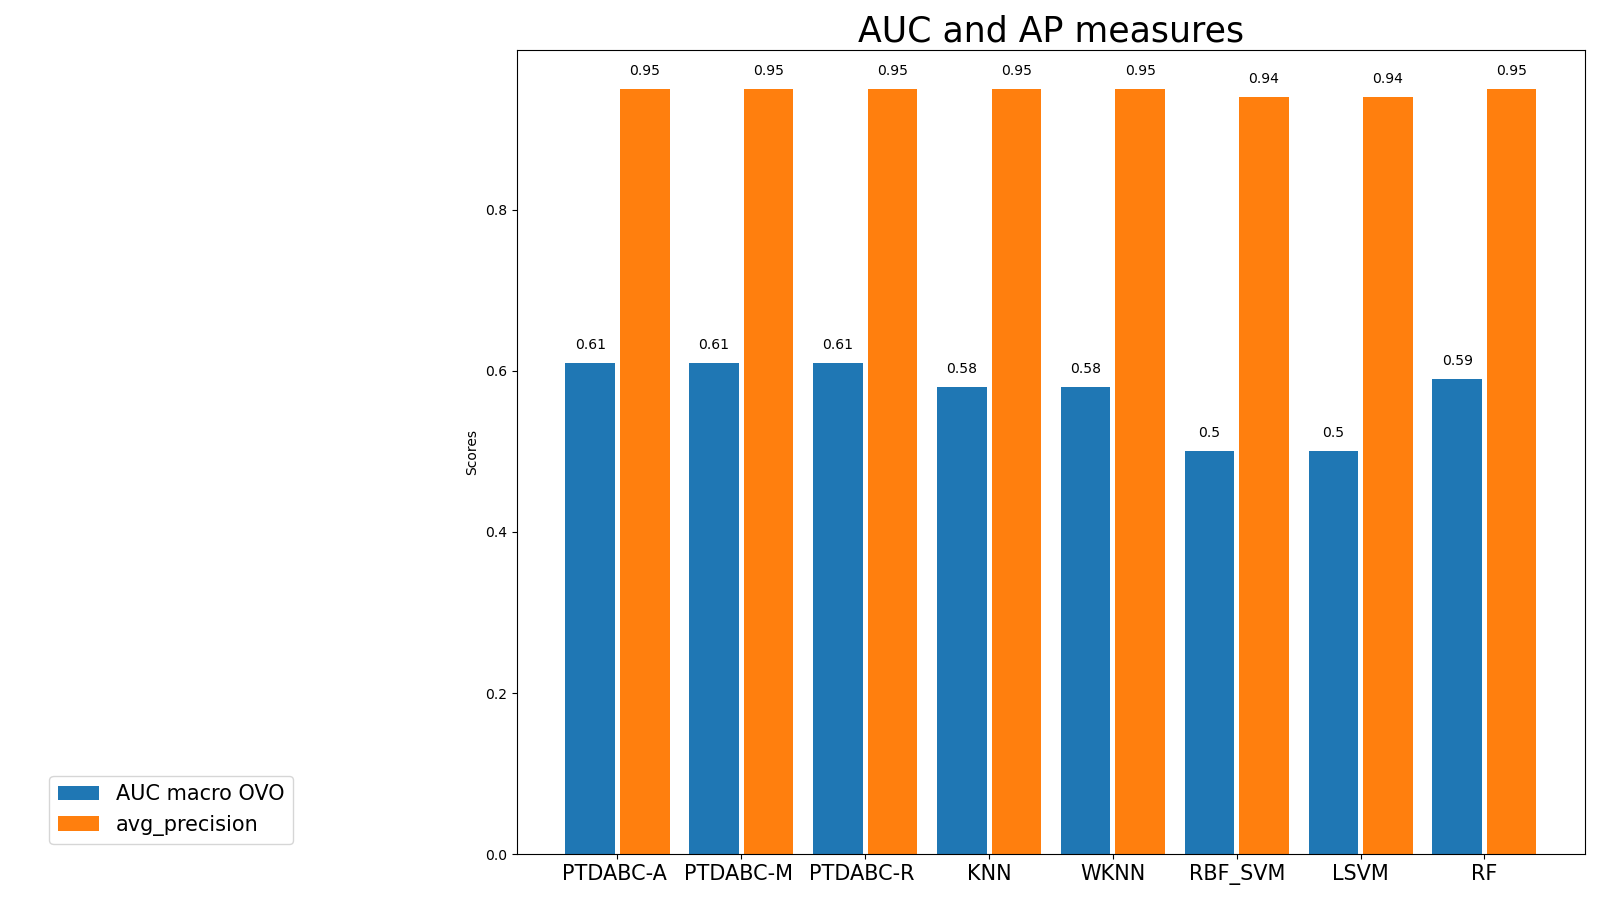 AUC and AP measures
0.95 0.95 0.95 0.95 0.95 0.94 0.94 0.95
0.61 0.61 0.61 0.58 0.58 0.5 0.5 0.59
0.8
0.6
0.4
0.2
0.0
Scores
PTDABC-A PTDABC-M PTDABC-R KNN WKNN RBF_SVM LSVM RF
AUC macro OVO
avg_precision